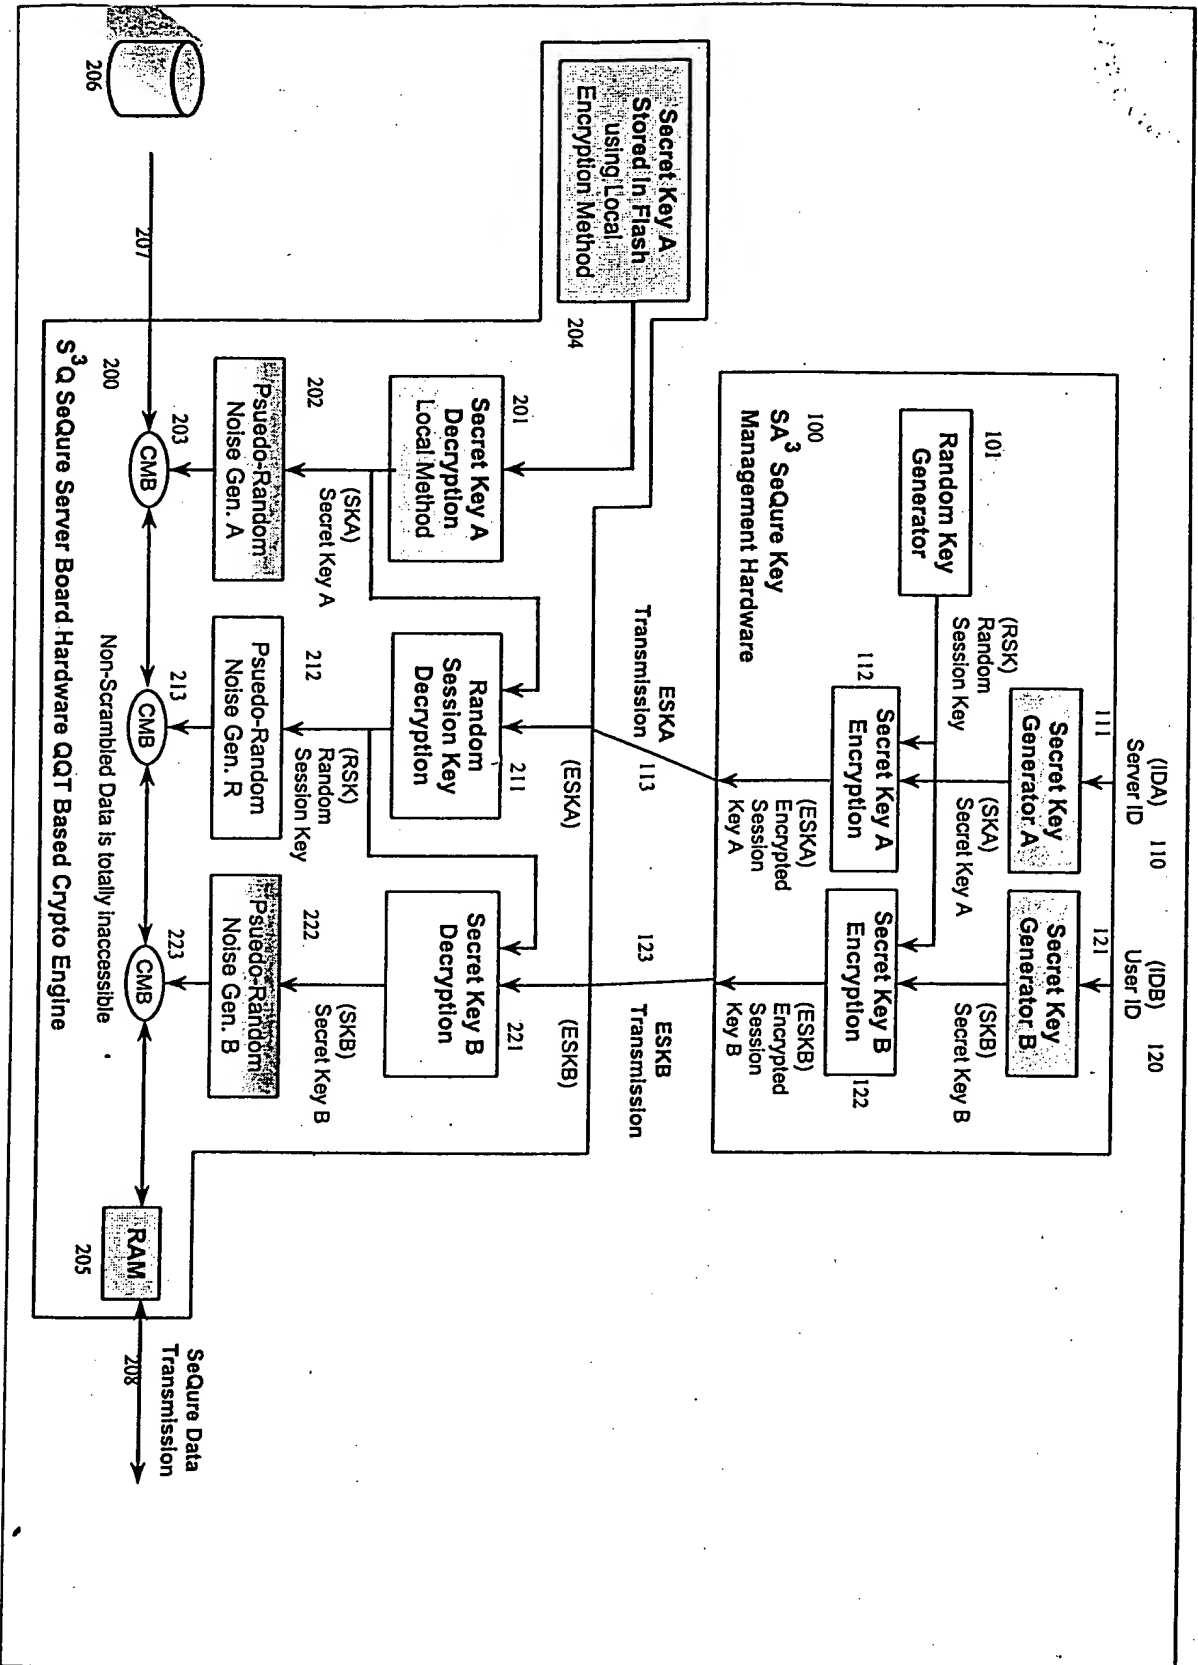 (IDA)
Server ID
110
(IDB)
User ID
120
111
Secret Key
Generator A
121
Secret Key
Generator B
101
Random Key
Generator
(RSK)
Random
Session Key
(SKA)
Secret Key A
(SKB)
Secret Key B
112
Secret Key A
Encryption
Secret Key B
Encryption
122
100
SA³ SeQure Key
Management Hardware
(ESKA)
Encrypted
Session
Key A
(ESKB)
Encrypted
Session
Key B
ESKA
Transmission
113
123
ESKB
Transmission
Secret Key A
Stored In Flash
using Local
Encryption Method
204
(ESKA)
(ESKB)
201
Secret Key A
Decryption
Local Method
Random
Session Key
Decryption
211
Secret Key B
Decryption
221
202
(SKA)
Secret Key A
212
(RSK)
Random
Session Key
222
(SKB)
Secret Key B
Psuedo-Random
Noise Gen. A
Psuedo-Random
Noise Gen. R
Psuedo-Random
Noise Gen. B
206
207
203
CMB
213
CMB
223
CMB
RAM
205
SeQure Data
Transmission
208
200
Non-Scrambled Data is totally inaccessible
S³Q SeQure Server Board Hardware QQT Based Crypto Engine